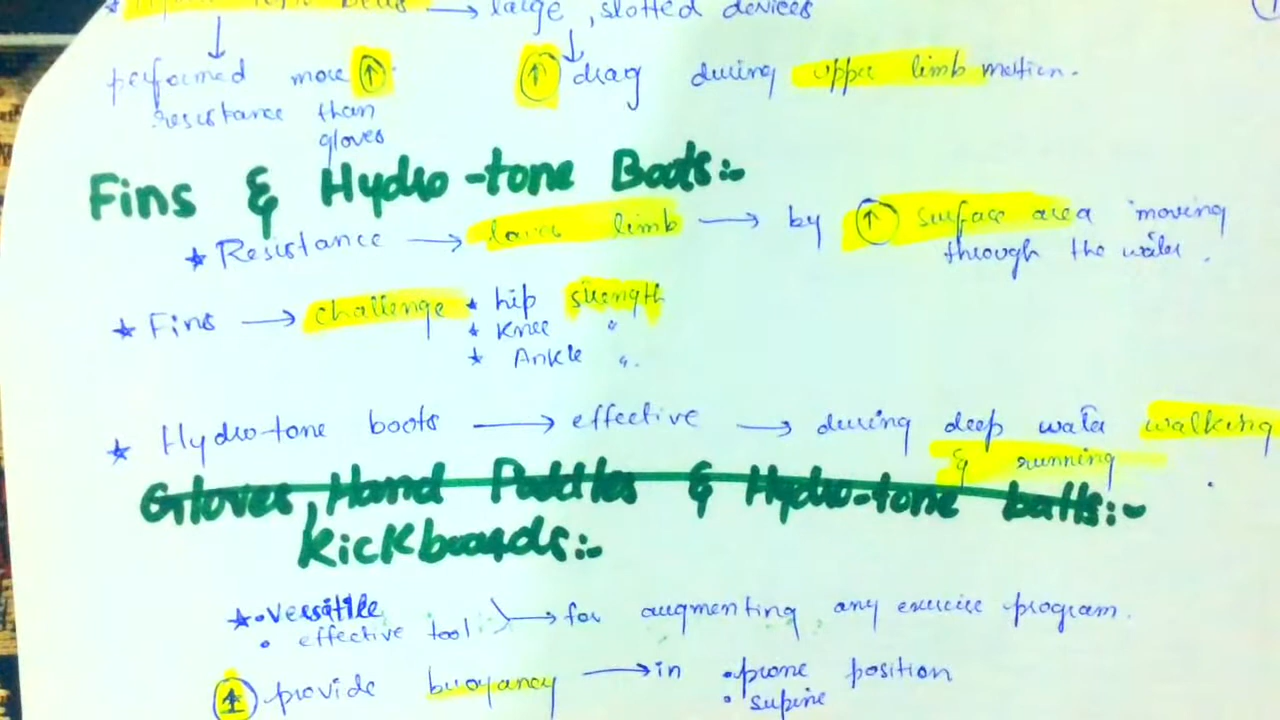 → large, slotted devices
performed more ↑ ↑ drag during upper limb motion.
resistance than
gloves
Fins & Hydro-tone Boots:-
★ Resistance → lower limb → by ↑ surface area moving
through the water.
★ Fins → challenge ★ hip strength
★ Knee "
★ Ankle ".
★ Hydro-tone boots → effective → during deep water walking
& running.
Gloves, Hand Paddles & Hydro-tone bells:-
Kickboards:-
★ • Versatile
• effective tool → for augmenting any exercise program.
provide buoyancy → in • prone position
• supine